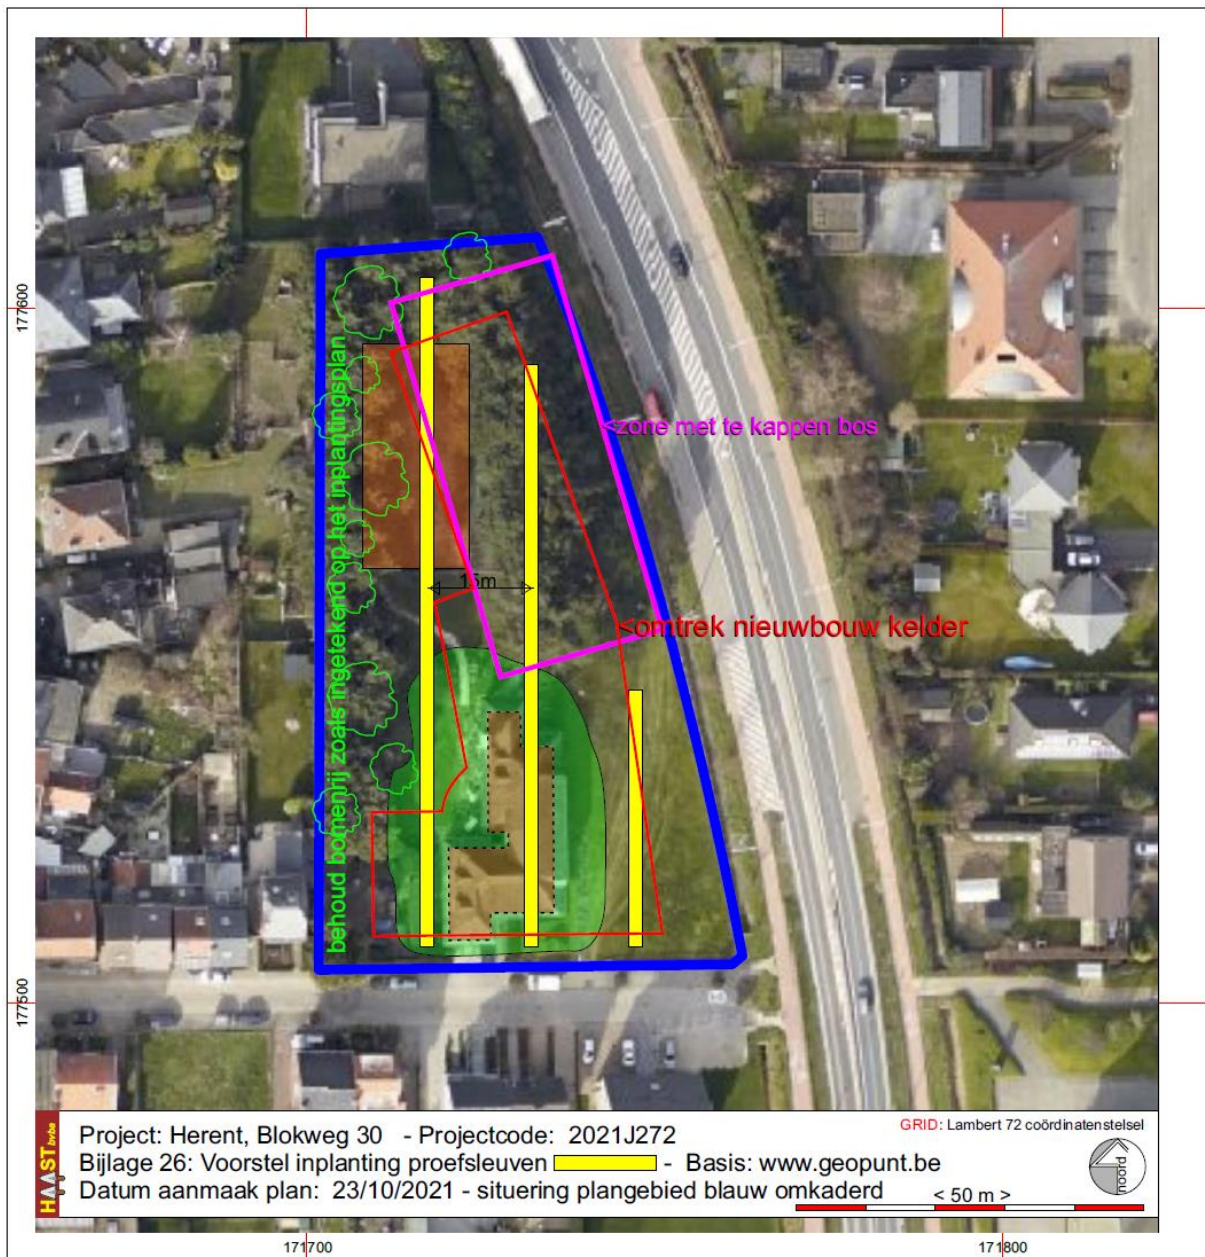 177600
177500
<zone met te kappen bos
behoud bomenrij zoals ingetekend op het inplantingsplan
15m
<omtrek nieuwbouw kelder
HAAST bvba
Project: Herent, Blokweg 30 - Projectcode: 2021J272
GRID: Lambert 72 coördinatenstelsel
Bijlage 26: Voorstel inplanting proefsleuven - Basis: www.geopunt.be
Datum aanmaak plan: 23/10/2021 - situering plangebied blauw omkaderd
< 50 m >
noord
171700
171800